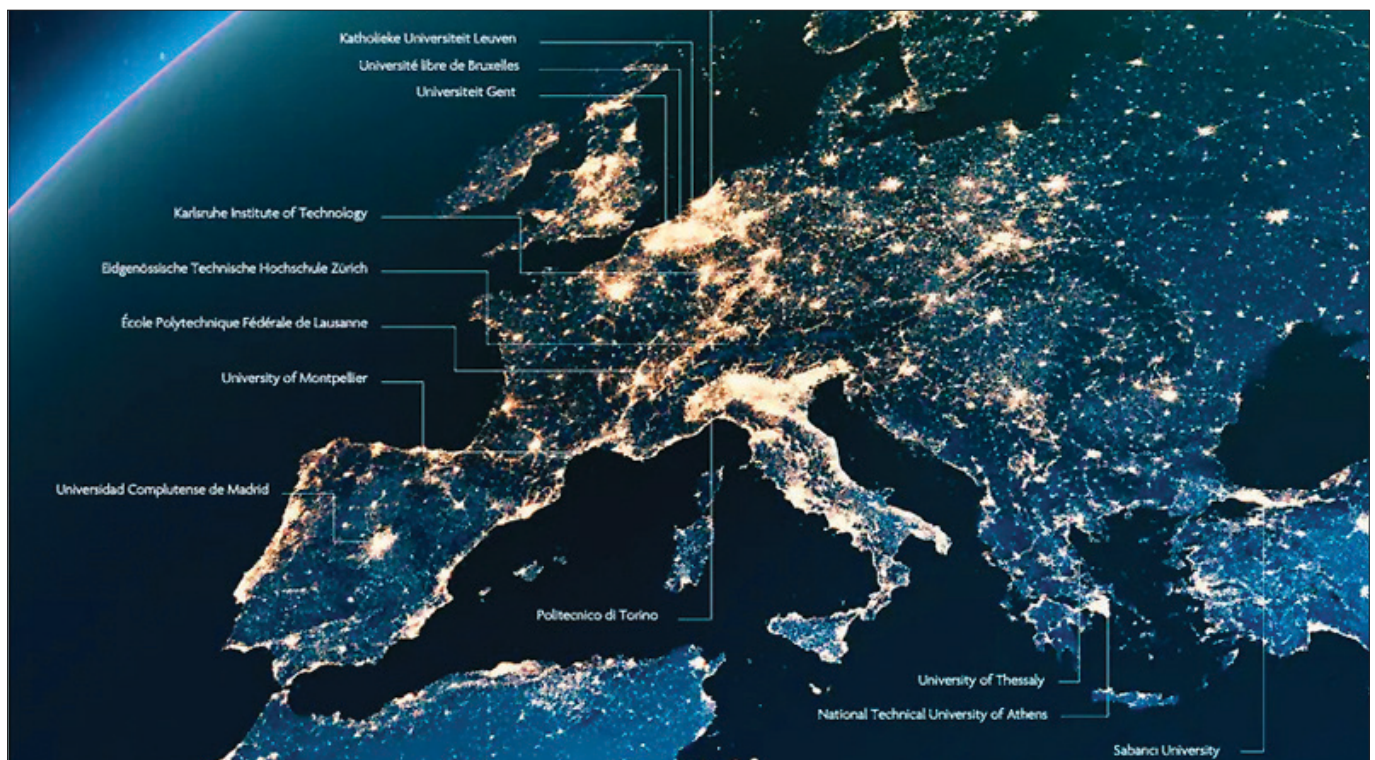 Katholieke Universiteit Leuven
Université libre de Bruxelles
Universiteit Gent
Karlsruhe Institute of Technology
Eidgenössische Technische Hochschule Zürich
École Polytechnique Fédérale de Lausanne
University of Montpellier
Universidad Complutense de Madrid
Politecnico di Torino
University of Thessaly
National Technical University of Athens
Sabancı University